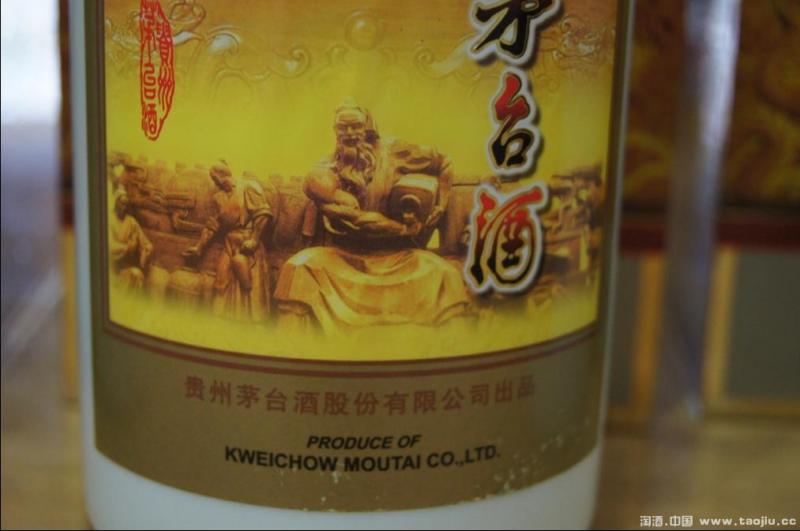 茅台酒
贵州茅台酒股份有限公司出品
PRODUCE OF
KWEICHOW MOUTAI CO.,LTD.
淘酒.中国 www.taojiu.cc